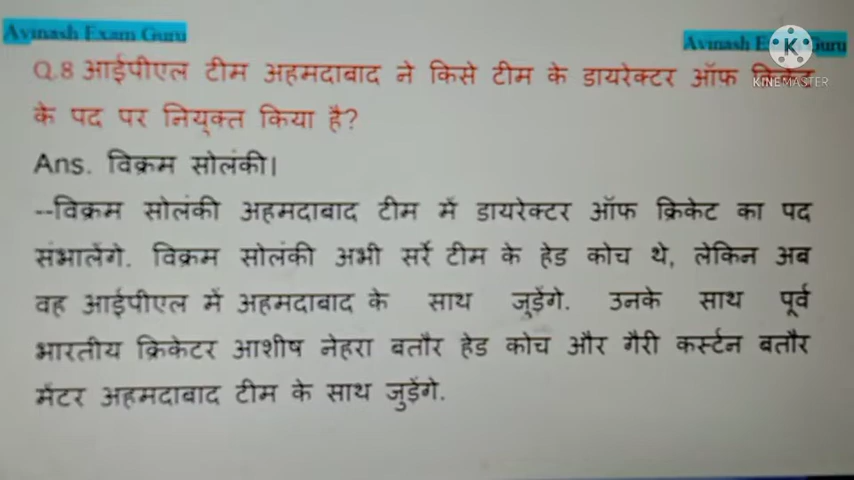 Avinash Exam Guru
Avinash Exam Guru
KINEMASTER
Q.8 आईपीएल टीम अहमदाबाद ने किसे टीम के डायरेक्टर ऑफ क्रिकेट
के पद पर नियुक्त किया है?
Ans. विक्रम सोलंकी।
--विक्रम सोलंकी अहमदाबाद टीम में डायरेक्टर ऑफ क्रिकेट का पद
संभालेंगे. विक्रम सोलंकी अभी सर्रे टीम के हेड कोच थे, लेकिन अब
वह आईपीएल में अहमदाबाद के साथ जुड़ेंगे. उनके साथ पूर्व
भारतीय क्रिकेटर आशीष नेहरा बतौर हेड कोच और गैरी कर्स्टन बतौर
मेंटर अहमदाबाद टीम के साथ जुड़ेंगे.